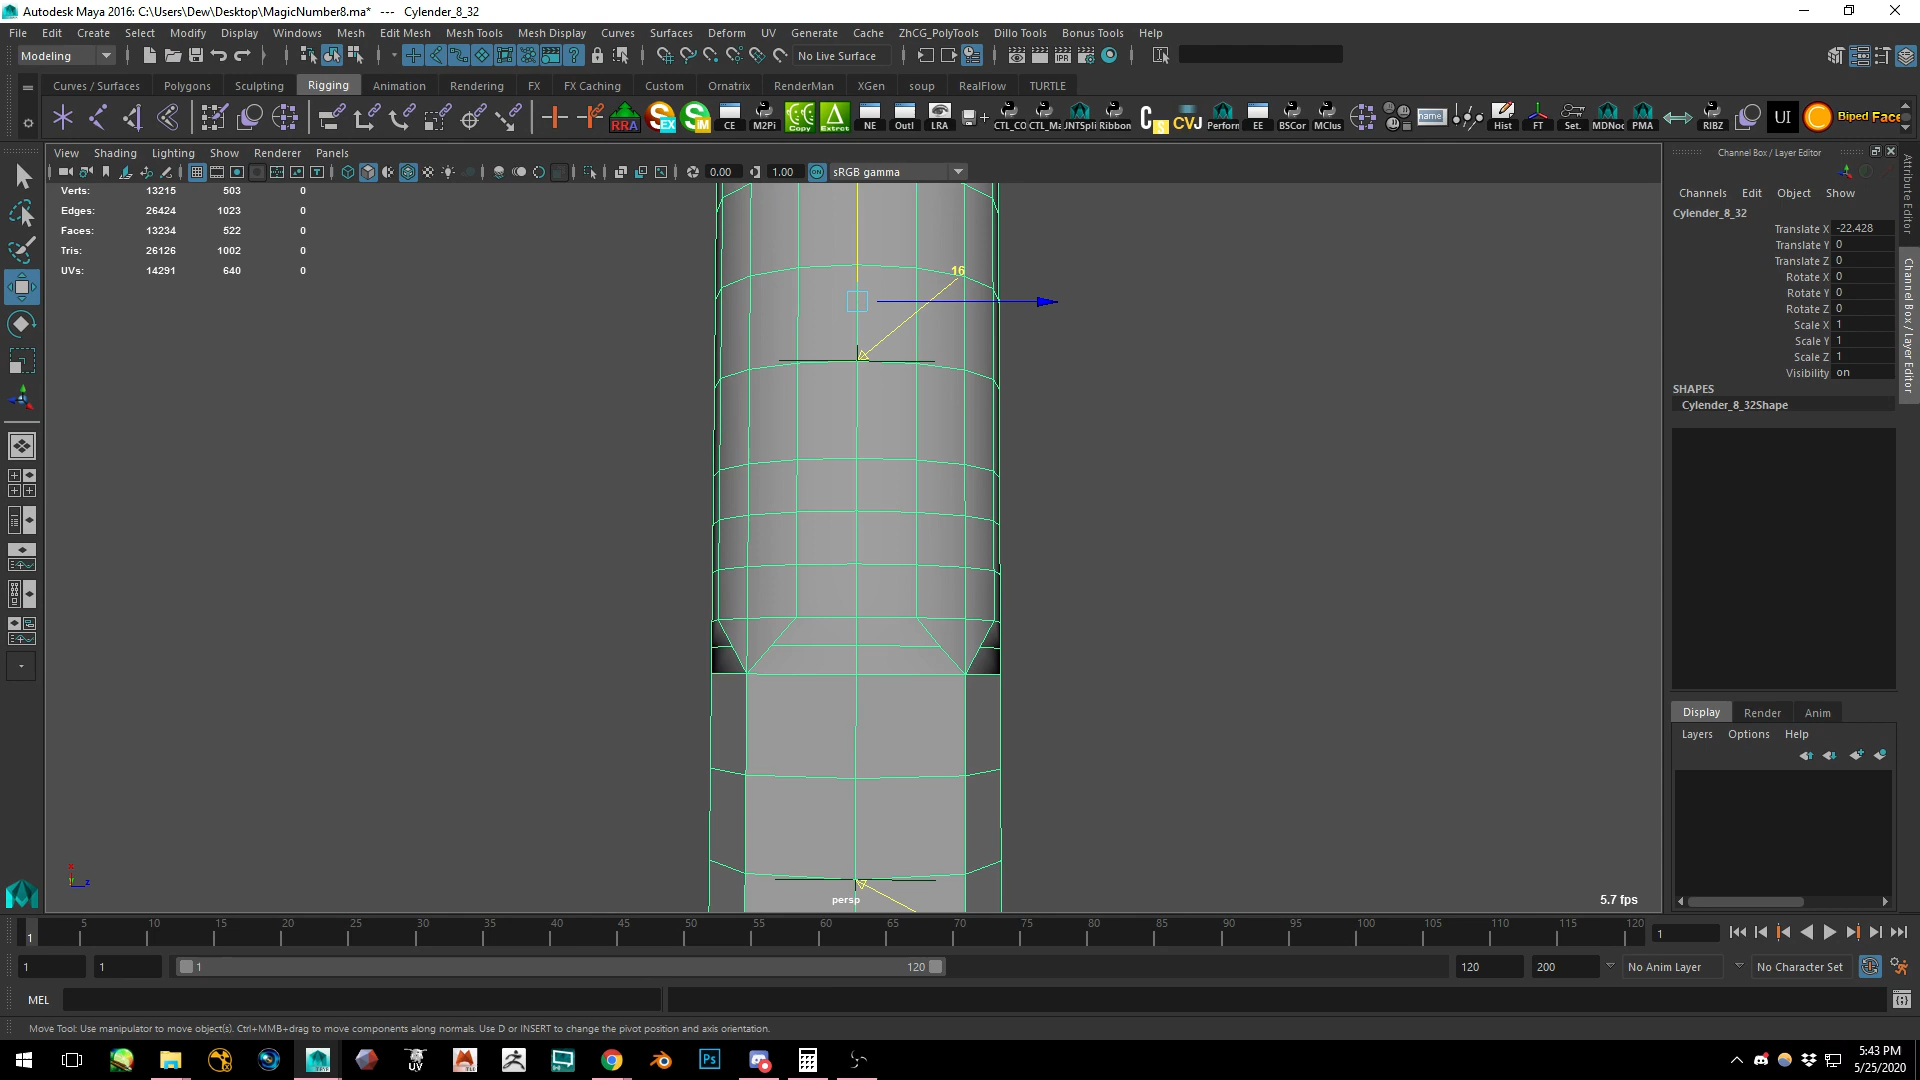 Autodesk Maya 2016: C:\Users\Dew\Desktop\MagicNumber8.ma* --- Cylender_8_32
File Edit Create Select Modify Display Windows Mesh Edit Mesh Mesh Tools Mesh Display Curves Surfaces Deform UV Generate Cache ZhCG_PolyTools Dillo Tools Bonus Tools Help
Modeling No Live Surface
Curves / Surfaces Polygons Sculpting Rigging Animation Rendering FX FX Caching Custom Ornatrix RenderMan XGen soup RealFlow TURTLE
RRA CE M2Pi Copy Extrct NE Outl LRA CTL_CO CTL_Ma JNTSpli Ribbon CVJ Perform EE BSCor MClus name Hist FT Set. MDNoc PMA RIBZ UI Biped Face
View Shading Lighting Show Renderer Panels
0.00 1.00 sRGB gamma
Verts: 13215 503 0
Edges: 26424 1023 0
Faces: 13234 522 0
Tris: 26126 1002 0
UVs: 14291 640 0
16
persp
5.7 fps
Channel Box / Layer Editor
Channels Edit Object Show
Cylender_8_32
Translate X -22.428
Translate Y 0
Translate Z 0
Rotate X 0
Rotate Y 0
Rotate Z 0
Scale X 1
Scale Y 1
Scale Z 1
Visibility on
SHAPES
Cylender_8_32Shape
Attribute Editor
Channel Box / Layer Editor
Display Render Anim
Layers Options Help
1 5 10 15 20 25 30 35 40 45 50 55 60 65 70 75 80 85 90 95 100 105 110 115 120 1
1 1 1 120 120 200 No Anim Layer No Character Set
MEL
Move Tool: Use manipulator to move object(s). Ctrl+MMB+drag to move components along normals. Use D or INSERT to change the pivot position and axis orientation.
UV Ps 5:43 PM
5/25/2020